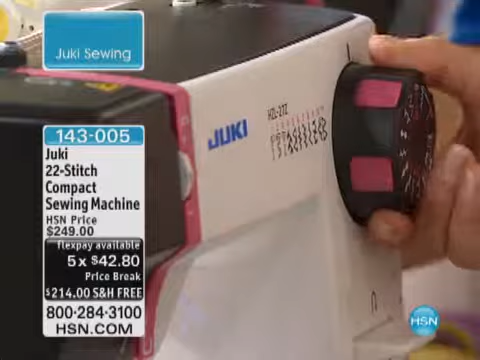 Juki Sewing
143-005
Juki
22-Stitch
Compact
Sewing Machine
HSN Price
$249.00
flexpay available
5 x $42.80
Price Break
$214.00 S&H FREE
800·284·3100
HSN.COM
JUKI
HZL-27Z
HSN